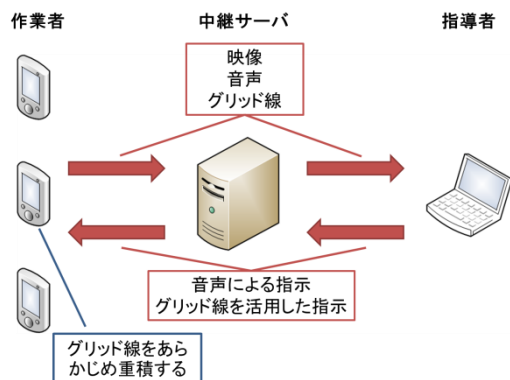 作業者
中継サーバ
指導者
映像
音声
グリッド線
音声による指示
グリッド線を活用した指示
グリッド線をあら
かじめ重積する